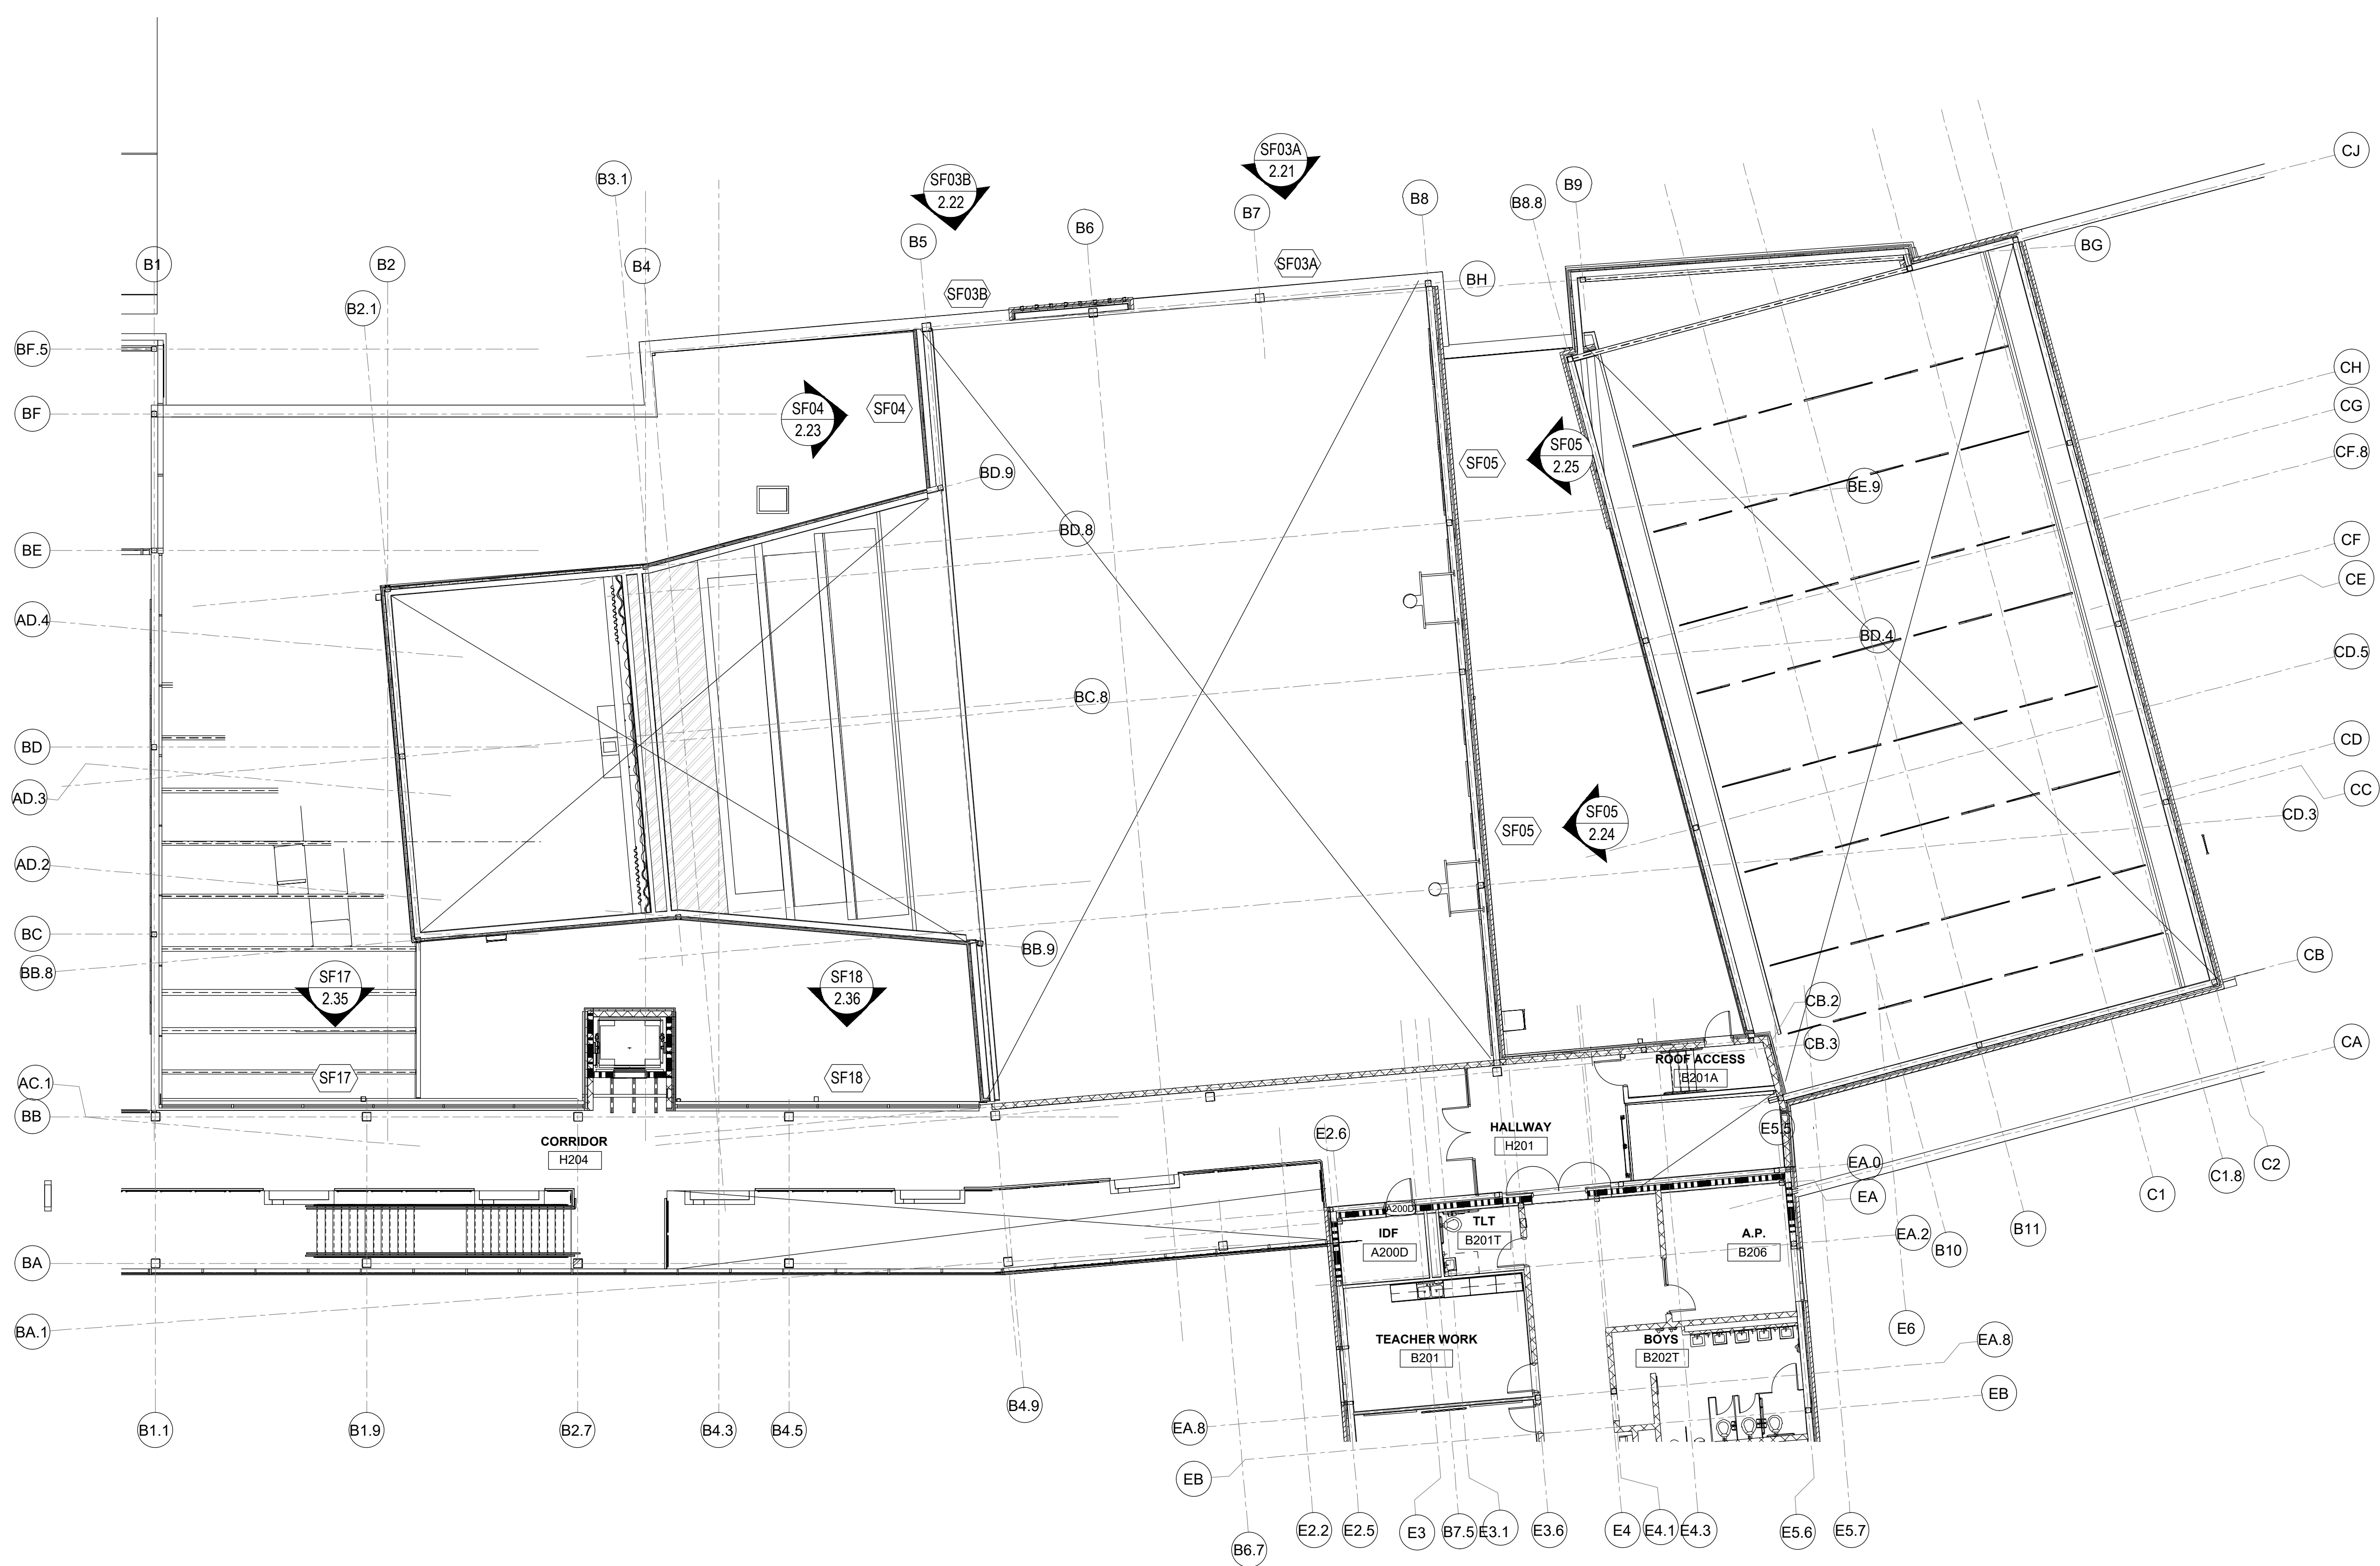 CJ
SF03A
2.21
B3.1
SF03B
2.22
B9
B8
B8.8
B7
B6
B5
BG
B1
B2
B4
SF03A
BH
SF03B
B2.1
BF.5
CH
CG
BF
SF04
2.23
SF04
CF.8
SF05
2.25
SF05
BD.9
BE.9
BD.8
CF
BE
CE
AD.4
BD.4
CD.5
BC.8
BD
CD
CC
AD.3
CD.3
SF05
2.24
SF05
AD.2
BC
BB.9
CB
BB.8
SF17
2.35
SF18
2.36
CB.2
CB.3
CA
ROOF ACCESS
B201A
SF17
SF18
AC.1
BB
HALLWAY
H201
E5.5
E2.6
CORRIDOR
H204
EA.0
C2
C1.8
C1
EA
A200D
TLT
B201T
IDF
A200D
A.P.
B206
B11
EA.2
B10
BA
BA.1
E6
TEACHER WORK
B201
BOYS
B202T
EA.8
EB
B4.9
B1.1
B1.9
B2.7
B4.3
B4.5
EA.8
EB
E2.2
E2.5
E3
B7.5
E3.1
E3.6
E4
E4.1
E4.3
E5.6
E5.7
B6.7